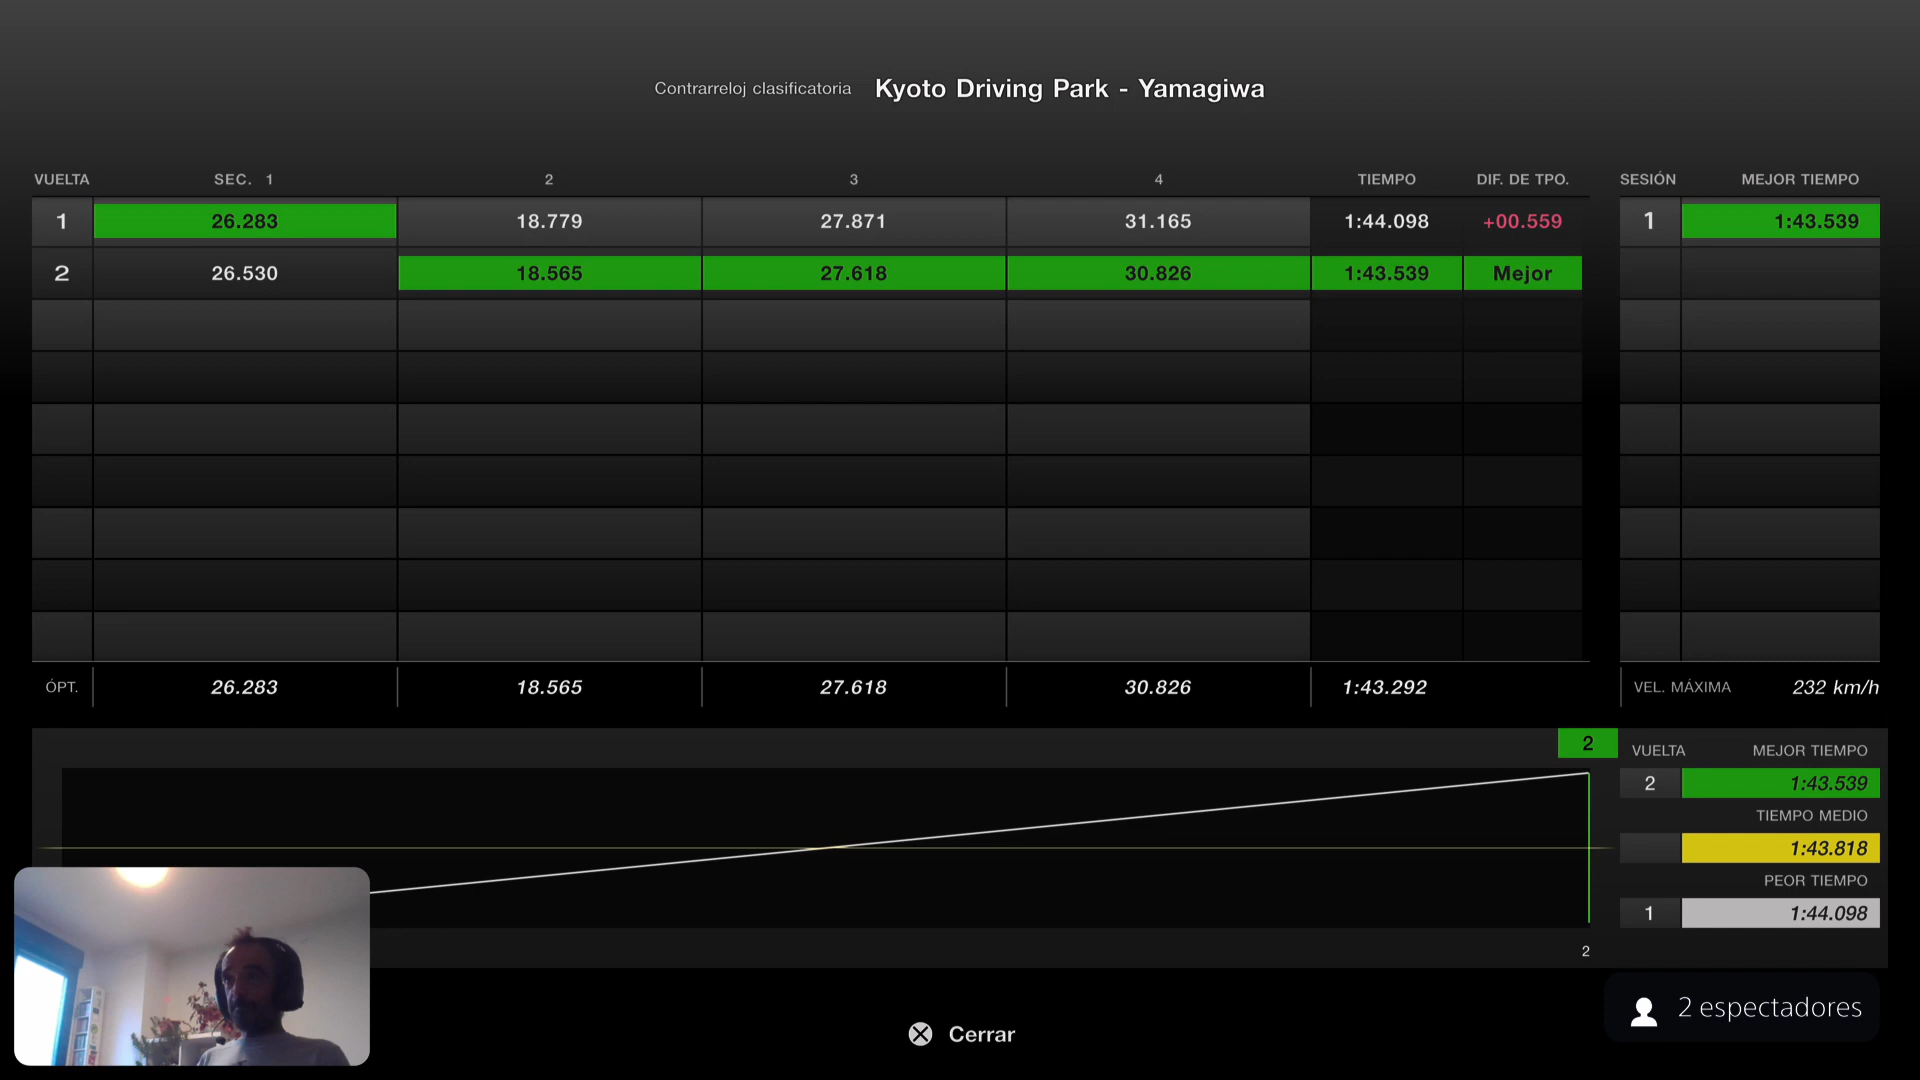 Contrarreloj clasificatoria Kyoto Driving Park - Yamagiwa
VUELTA SEC. 1 2 3 4 TIEMPO DIF. DE TPO. SESIÓN MEJOR TIEMPO
1 26.283 18.779 27.871 31.165 1:44.098 +00.559 1 1:43.539
2 26.530 18.565 27.618 30.826 1:43.539 Mejor
ÓPT. 26.283 18.565 27.618 30.826 1:43.292 VEL. MÁXIMA 232 km/h
2 VUELTA MEJOR TIEMPO
2 1:43.539
TIEMPO MEDIO
1:43.818
PEOR TIEMPO
1 1:44.098
2
2 espectadores
Cerrar